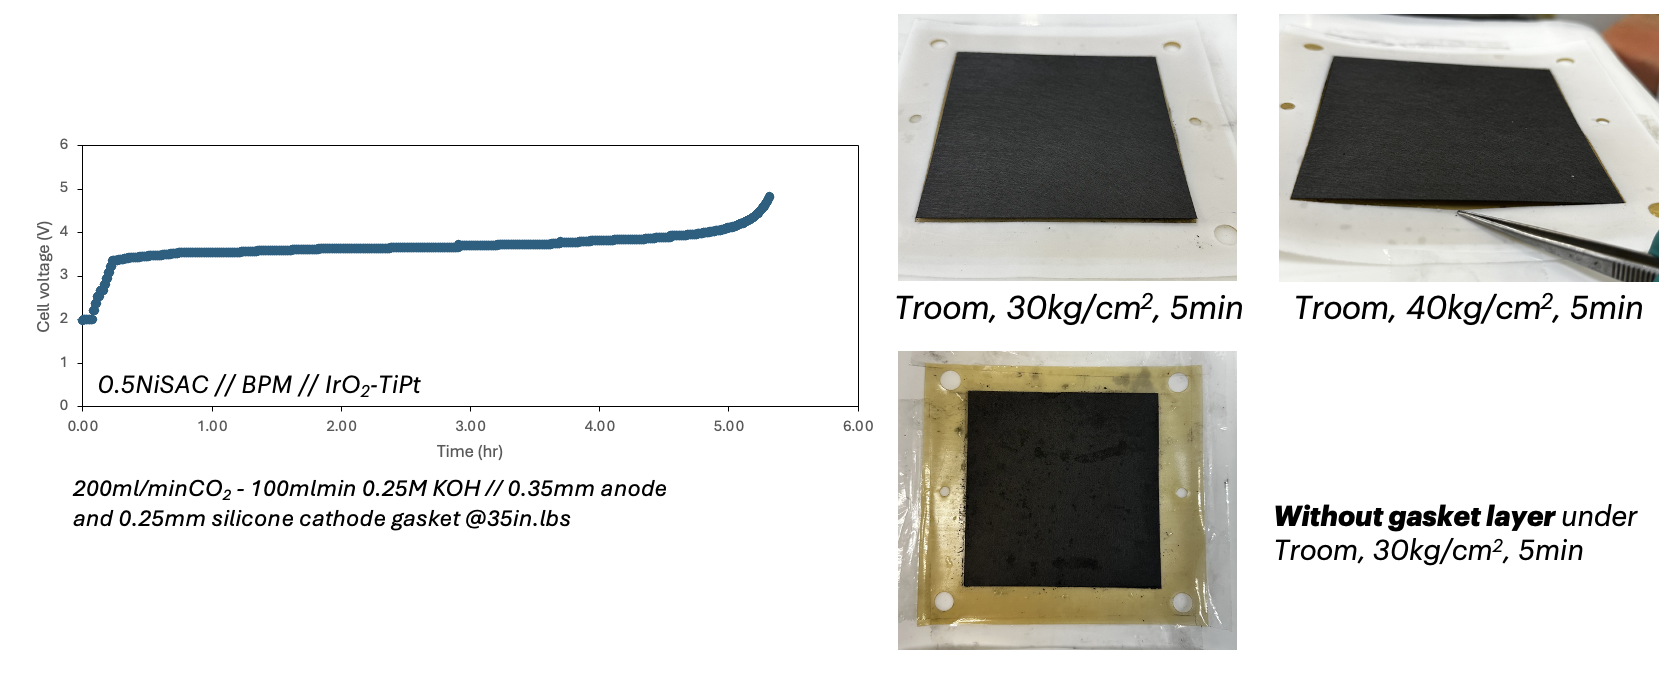 6
5
4
3
2
1
0
Cell voltage (V)
0.5NiSAC // BPM // IrO2-TiPt
0.00 1.00 2.00 3.00 4.00 5.00 6.00
Time (hr)
200ml/minCO2 - 100mlmin 0.25M KOH // 0.35mm anode
and 0.25mm silicone cathode gasket @35in.lbs
Troom, 30kg/cm2, 5min
Troom, 40kg/cm2, 5min
Without gasket layer under
Troom, 30kg/cm2, 5min